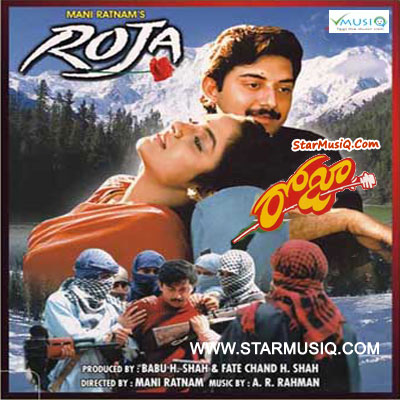 MANI RATNAM'S
ROJA
VMUSIQ
StarMusiQ.Com
రోజా
WWW.STARMUSIQ.COM
PRODUCED BY : BABU H. SHAH & FATE CHAND H. SHAH
DIRECTED BY : MANI RATNAM MUSIC BY : A. R. RAHMAN